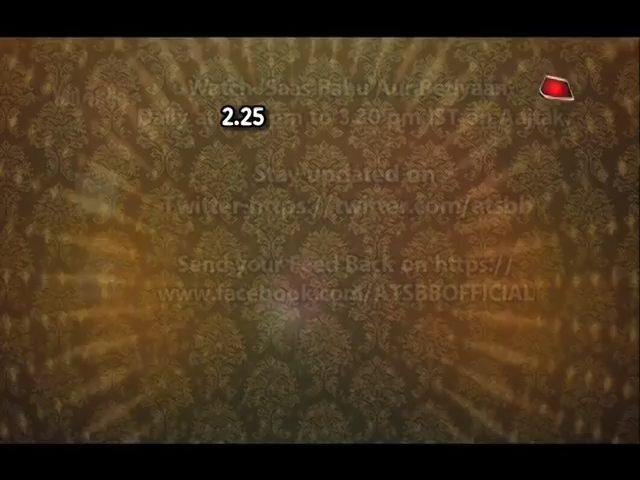 Watch- Saas Bahu Aur Betiyaan
Daily at 2.25 pm to 3.20 pm IST on Aajtak.
Stay updated on -
Twitter-https://twitter.com/atsbb
Send your Feed Back on https://
www.facebook.com/ATSBBOFFICIAL